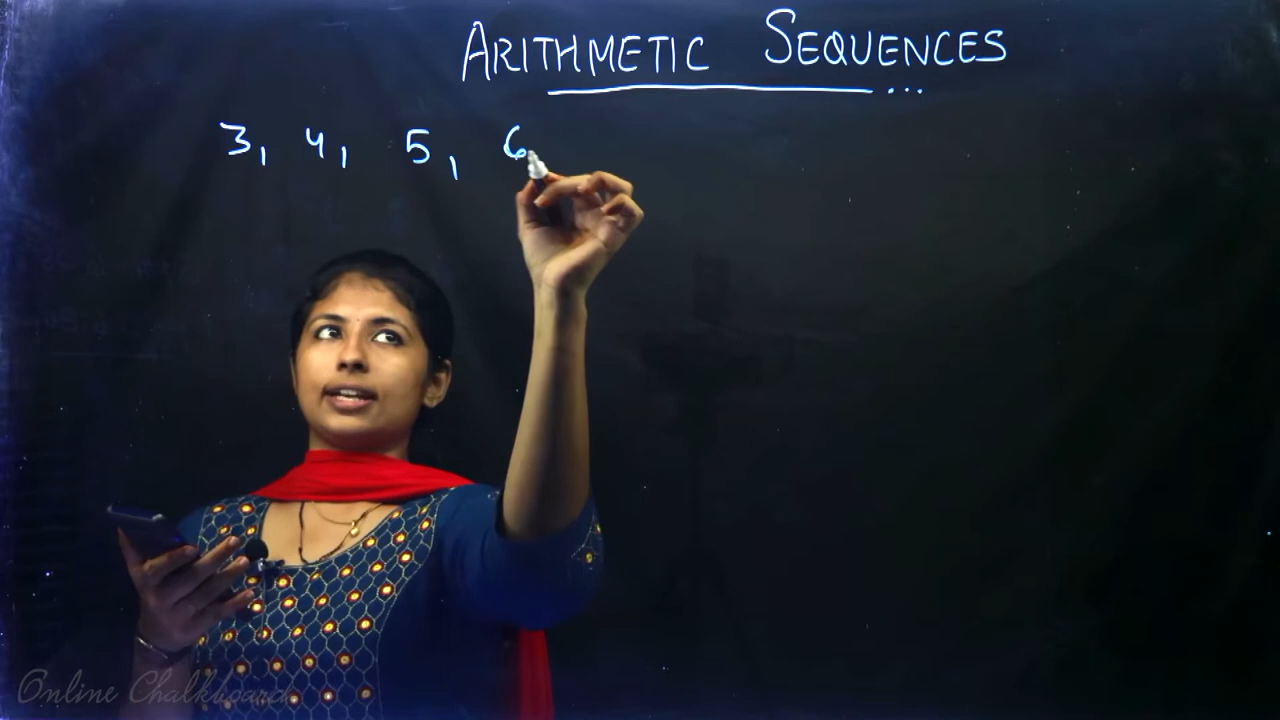 ARITHMETIC SEQUENCES...
3, 4, 5, 6
Online Chalkboard